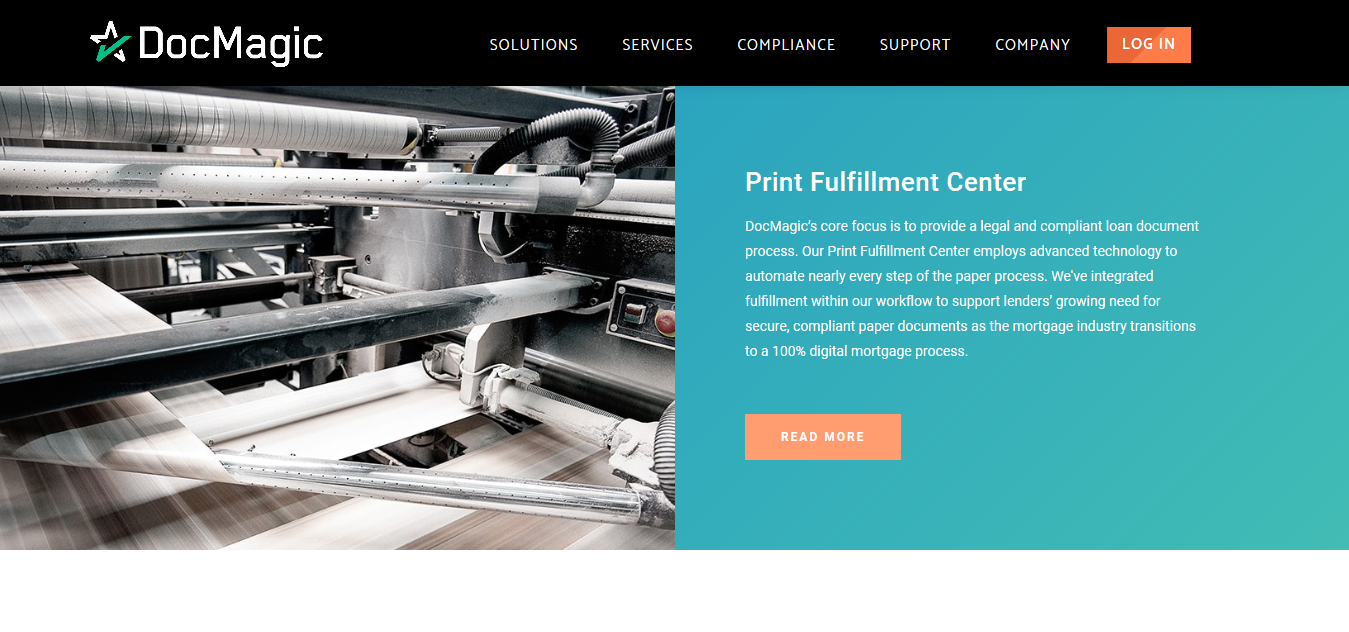 DocMagic
SOLUTIONS
SERVICES
COMPLIANCE
SUPPORT
COMPANY
LOG IN
Print Fulfillment Center
DocMagic's core focus is to provide a legal and compliant loan document
process. Our Print Fulfillment Center employs advanced technology to
automate nearly every step of the paper process. We've integrated
fulfillment within our workflow to support lenders' growing need for
secure, compliant paper documents as the mortgage industry transitions
to a 100% digital mortgage process.
READ MORE